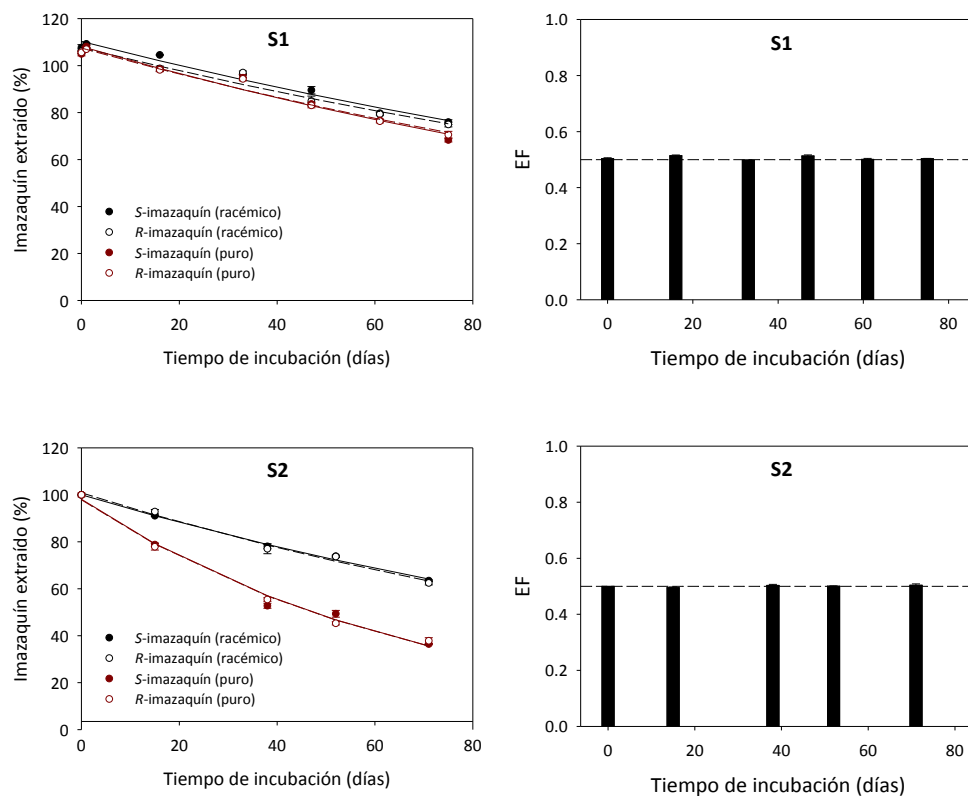 S1
Imazaquín extraído (%)
120
100
80
60
40
20
0
S-imazaquín (racémico)
R-imazaquín (racémico)
S-imazaquín (puro)
R-imazaquín (puro)
0 20 40 60 80
Tiempo de incubación (días)
S1
EF
1.0
0.8
0.6
0.4
0.2
0.0
0 20 40 60 80
Tiempo de incubación (días)
S2
Imazaquín extraído (%)
120
100
80
60
40
20
0
S-imazaquín (racémico)
R-imazaquín (racémico)
S-imazaquín (puro)
R-imazaquín (puro)
0 20 40 60 80
Tiempo de incubación (días)
S2
EF
1.0
0.8
0.6
0.4
0.2
0.0
0 20 40 60 80
Tiempo de incubación (días)